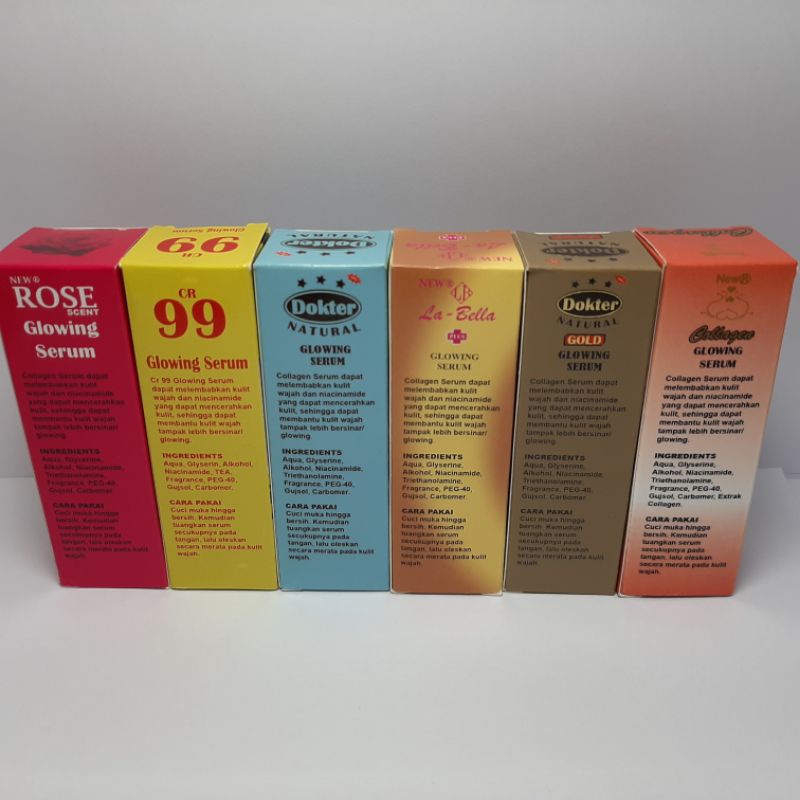 NEW®
ROSE
SCENT
Glowing
Serum
Collagen Serum dapat
melembabkan kulit
wajah dan niacinamide
yang dapat mencerahkan
kulit, sehingga dapat
membantu kulit wajah
tampak lebih bersinar/
glowing.
INGREDIENTS
Aqua, Glyserine,
Alkohol, Niacinamide,
Triethanolamine,
Fragrance, PEG-40,
Gujsol, Carbomer.
CARA PAKAI
Cuci muka hingga
bersih. Kemudian
tuangkan serum
secukupnya pada
tangan, lalu oleskan
secara merata pada kulit
wajah.
Glowing Serum
99
CR
CR
99
Glowing Serum
Cr 99 Glowing Serum
dapat melembabkan kulit
wajah dan niacinamide
yang dapat mencerahkan
kulit, sehingga dapat
membantu kulit wajah
tampak lebih bersinar/
glowing.
INGREDIENTS
Aqua, Glyserin, Alkohol,
Niacinamide, TEA,
Fragrance, PEG-40,
Gujsol, Carbomer.
CARA PAKAI
Cuci muka hingga
bersih. Kemudian
tuangkan serum
secukupnya pada
tangan, lalu oleskan
secara merata pada kulit
wajah.
NATURAL
Dokter
Dokter
NATURAL
GLOWING
SERUM
Collagen Serum dapat
melembabkan kulit
wajah dan niacinamide
yang dapat mencerahkan
kulit, sehingga dapat
membantu kulit wajah
tampak lebih bersinar/
glowing.
INGREDIENTS
Aqua, Glyserine,
Alkohol, Niacinamide,
Triethanolamine,
Fragrance, PEG-40,
Gujsol, Carbomer.
CARA PAKAI
Cuci muka hingga
bersih. Kemudian
tuangkan serum
secukupnya pada
tangan, lalu oleskan
secara merata pada kulit
wajah.
La-Bella
NEW®
NEW®
La-Bella
PLUS
GLOWING
SERUM
Collagen Serum dapat
melembabkan kulit
wajah dan niacinamide
yang dapat mencerahkan
kulit, sehingga dapat
membantu kulit wajah
tampak lebih bersinar/
glowing.
INGREDIENTS
Aqua, Glyserine,
Alkohol, Niacinamide,
Triethanolamine,
Fragrance, PEG-40,
Gujsol, Carbomer.
CARA PAKAI
Cuci muka hingga
bersih. Kemudian
tuangkan serum
secukupnya pada
tangan, lalu oleskan
secara merata pada kulit
wajah.
NATURAL
Dokter
Dokter
NATURAL
GOLD
GLOWING
SERUM
Collagen Serum dapat
melembabkan kulit
wajah dan niacinamide
yang dapat mencerahkan
kulit, sehingga dapat
membantu kulit wajah
tampak lebih bersinar/
glowing.
INGREDIENTS
Aqua, Glyserine,
Alkohol, Niacinamide,
Triethanolamine,
Fragrance, PEG-40,
Gujsol, Carbomer.
CARA PAKAI
Cuci muka hingga
bersih. Kemudian
tuangkan serum
secukupnya pada
tangan, lalu oleskan
secara merata pada kulit
wajah.
Collagen
New®
Collagen
GLOWING
SERUM
Collagen Serum dapat
melembabkan kulit
wajah dan niacinamide
yang dapat mencerahkan
kulit, sehingga dapat
membantu kulit wajah
tampak lebih bersinar/
glowing.
INGREDIENTS
Aqua, Glyserine,
Alkohol, Niacinamide,
Triethanolamine,
Fragrance, PEG-40,
Gujsol, Carbomer, Extrak
Collagen.
CARA PAKAI
Cuci muka hingga
bersih. Kemudian
tuangkan serum
secukupnya pada
tangan, lalu oleskan
secara merata pada kulit
wajah.